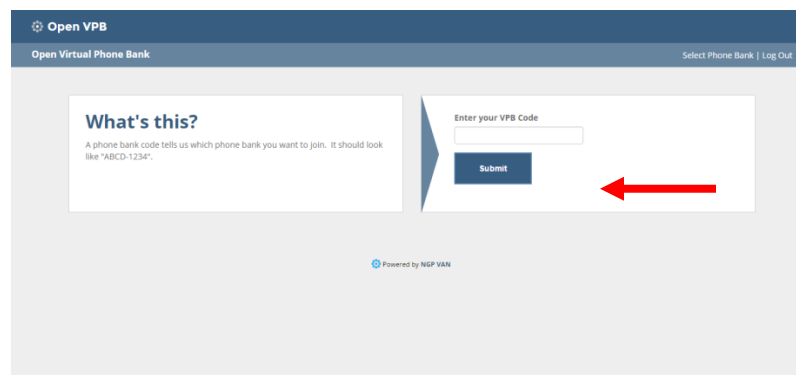 Open VPB
Open Virtual Phone Bank
Select Phone Bank | Log Out
What's this?
A phone bank code tells us which phone bank you want to join. It should look
like "ABCD-1234".
Enter your VPB Code
Submit
Powered by NGP VAN